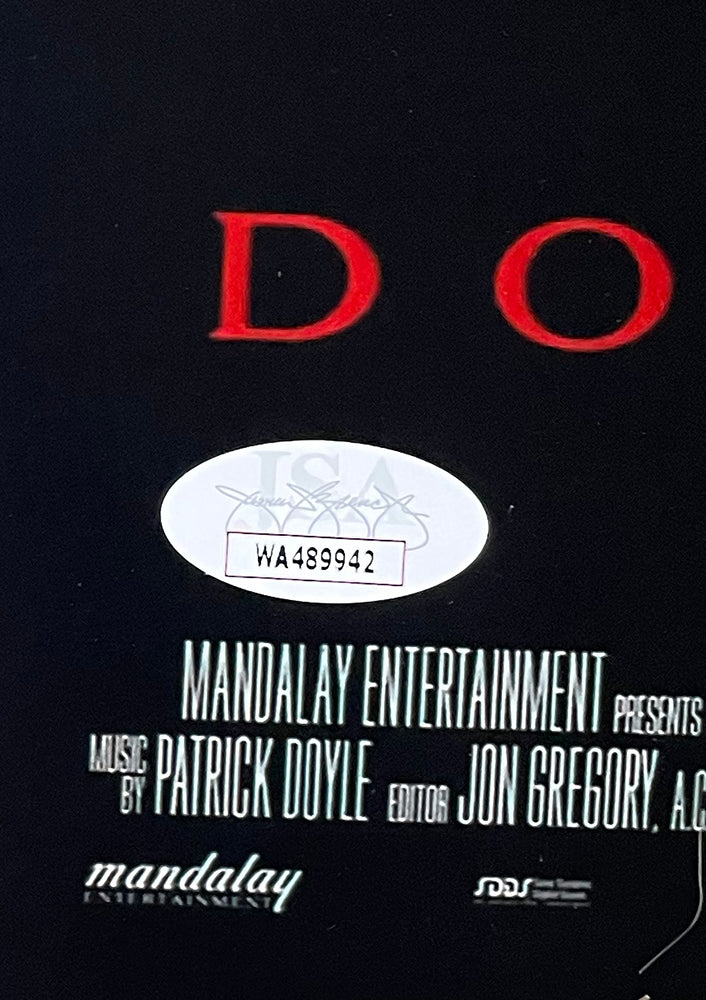 D O
JSA
WA489942
MANDALAY ENTERTAINMENT PRESENTS
MUSIC BY PATRICK DOYLE EDITOR JON GREGORY, A.C
mandalay
ENTERTAINMENT
SDDS